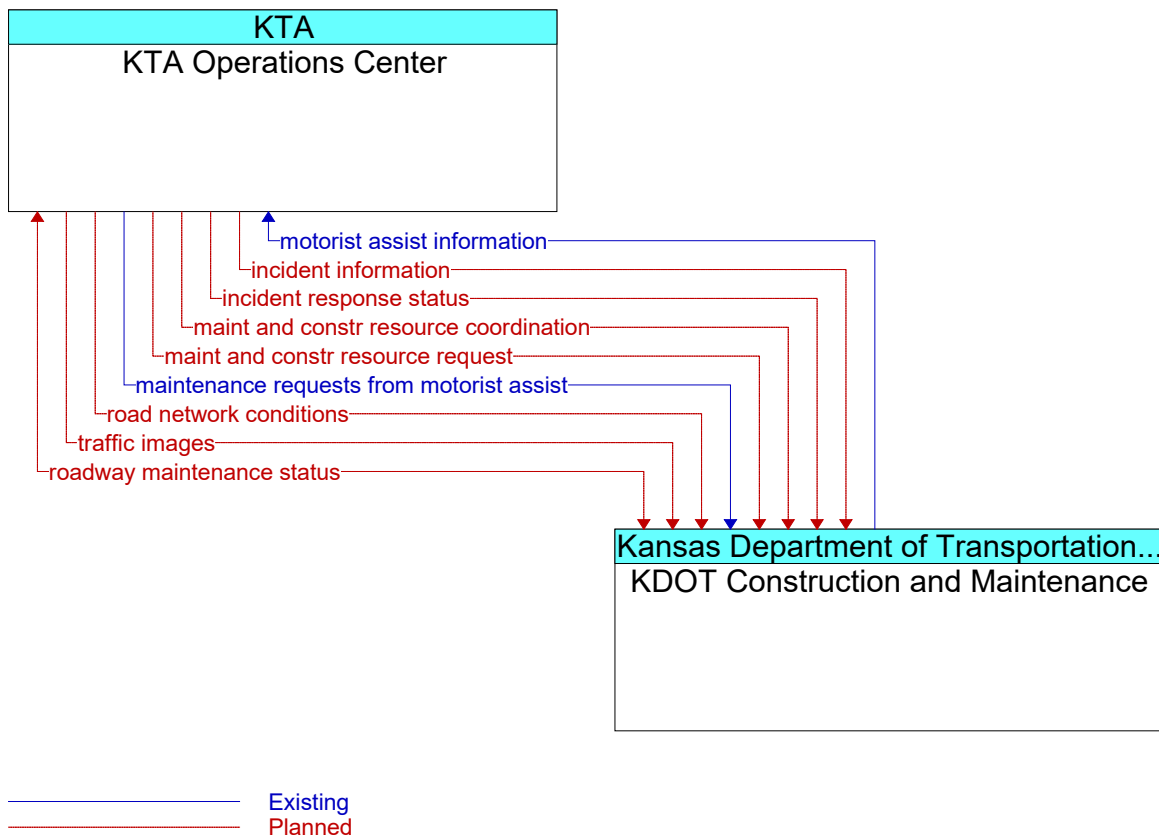 KTA
KTA Operations Center
motorist assist information
incident information
incident response status
maint and constr resource coordination
maint and constr resource request
maintenance requests from motorist assist
road network conditions
traffic images
roadway maintenance status
Kansas Department of Transportation...
KDOT Construction and Maintenance
Existing
Planned